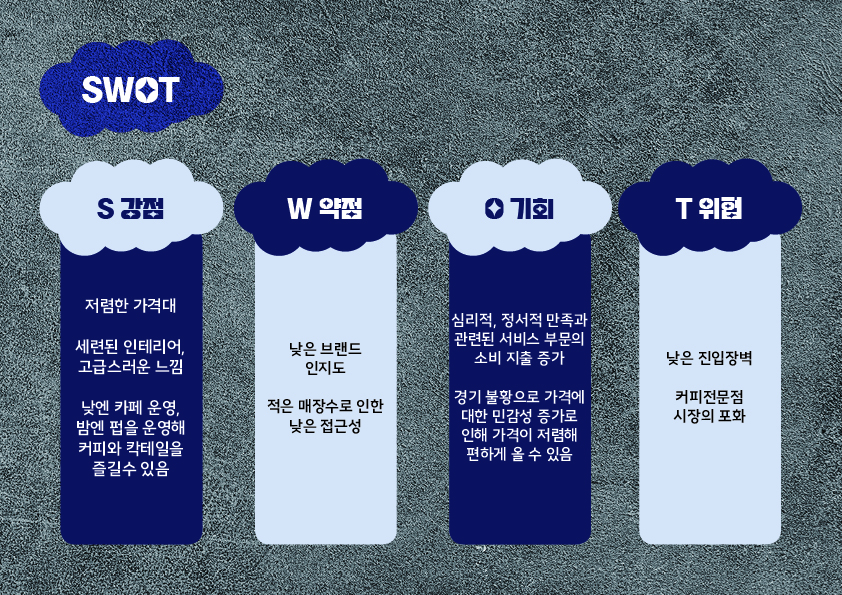 SWOT
S 강점
저렴한 가격대
세련된 인테리어,
고급스러운 느낌
낮엔 카페 운영,
밤엔 펍을 운영해
커피와 칵테일을
즐길수 있음
W 약점
낮은 브랜드
인지도
적은 매장수로 인한
낮은 접근성
O 기회
심리적, 정서적 만족과
관련된 서비스 부문의
소비 지출 증가
경기 불황으로 가격에
대한 민감성 증가로
인해 가격이 저렴해
편하게 올 수 있음
T 위협
낮은 진입장벽
커피전문점
시장의 포화